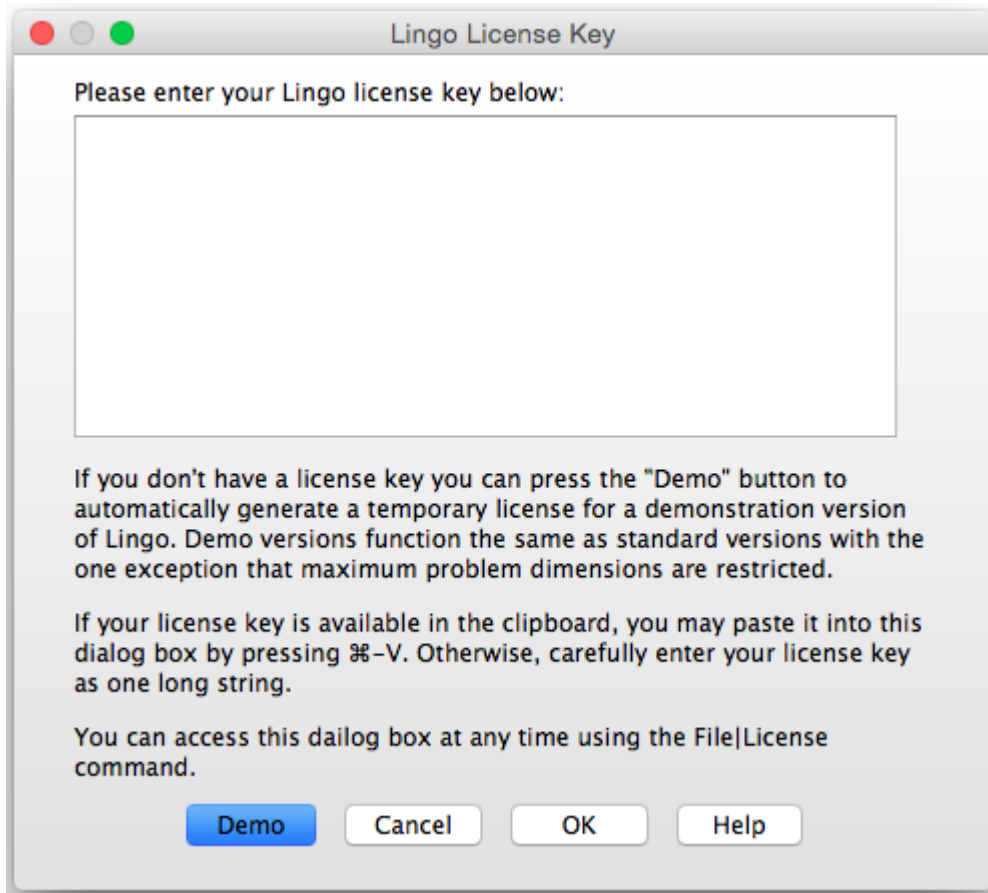 Lingo License Key
Please enter your Lingo license key below:
If you don't have a license key you can press the "Demo" button to
automatically generate a temporary license for a demonstration version
of Lingo. Demo versions function the same as standard versions with the
one exception that maximum problem dimensions are restricted.
If your license key is available in the clipboard, you may paste it into this
dialog box by pressing ⌘-V. Otherwise, carefully enter your license key
as one long string.
You can access this dailog box at any time using the File|License
command.
Demo Cancel OK Help